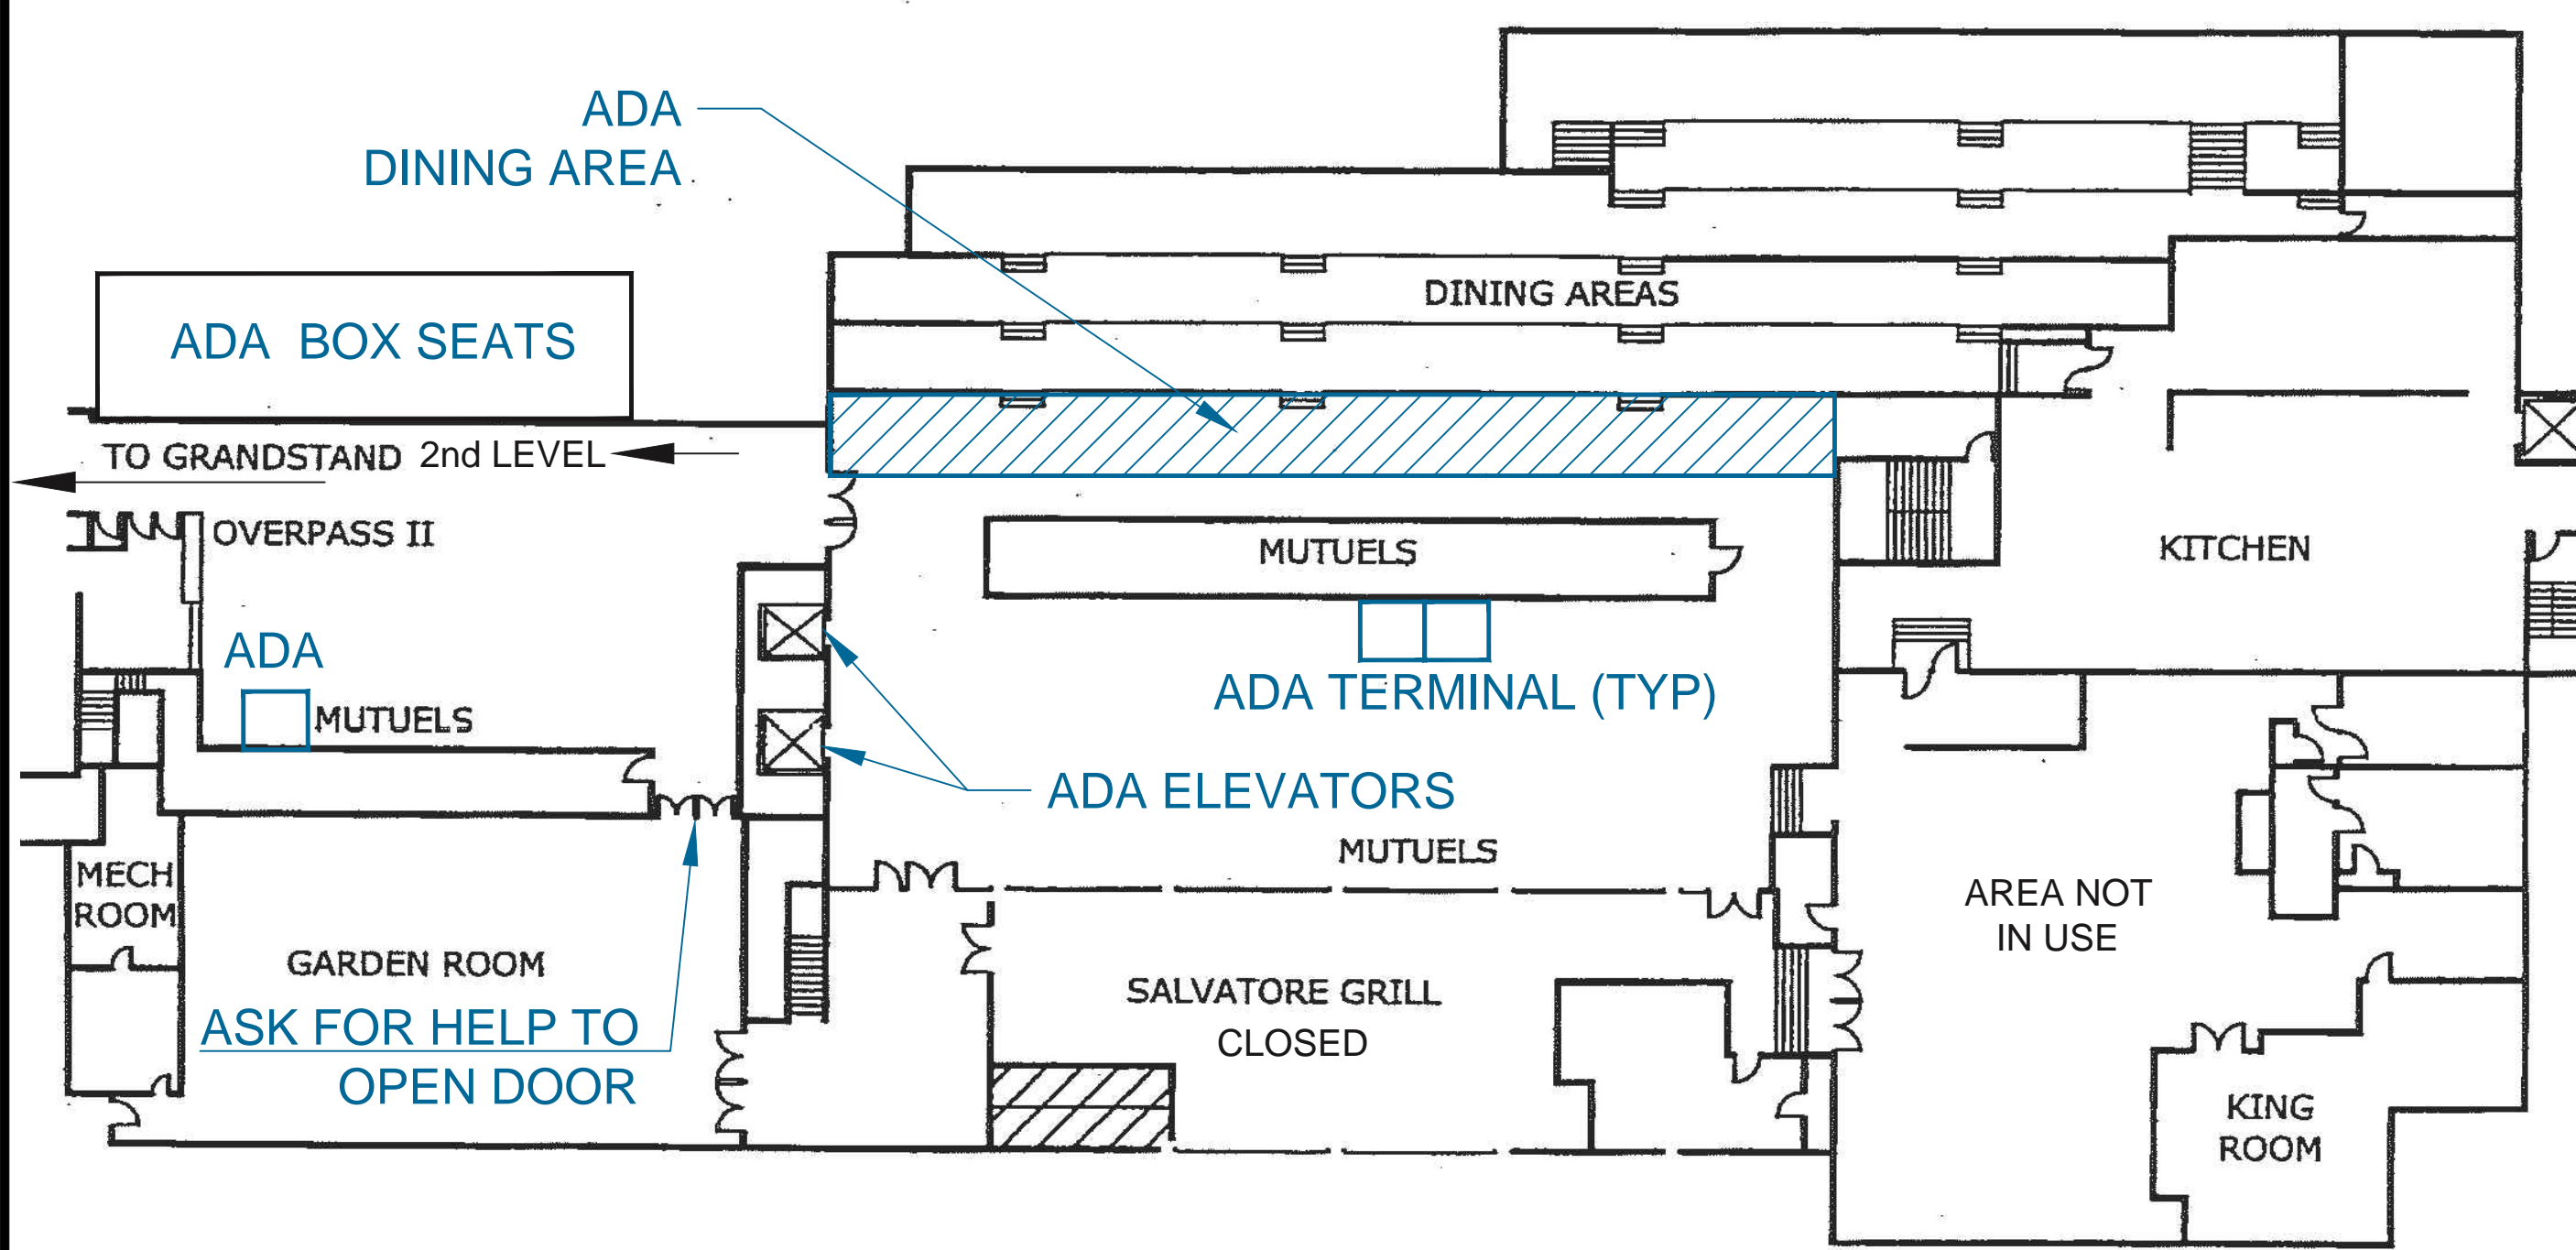 ADA
DINING AREA
DINING AREAS
ADA BOX SEATS
TO GRANDSTAND 2nd LEVEL
OVERPASS II
MUTUELS
KITCHEN
ADA
MUTUELS
ADA TERMINAL (TYP)
ADA ELEVATORS
MUTUELS
MECH
ROOM
AREA NOT
IN USE
GARDEN ROOM
SALVATORE GRILL
CLOSED
ASK FOR HELP TO
OPEN DOOR
KING
ROOM